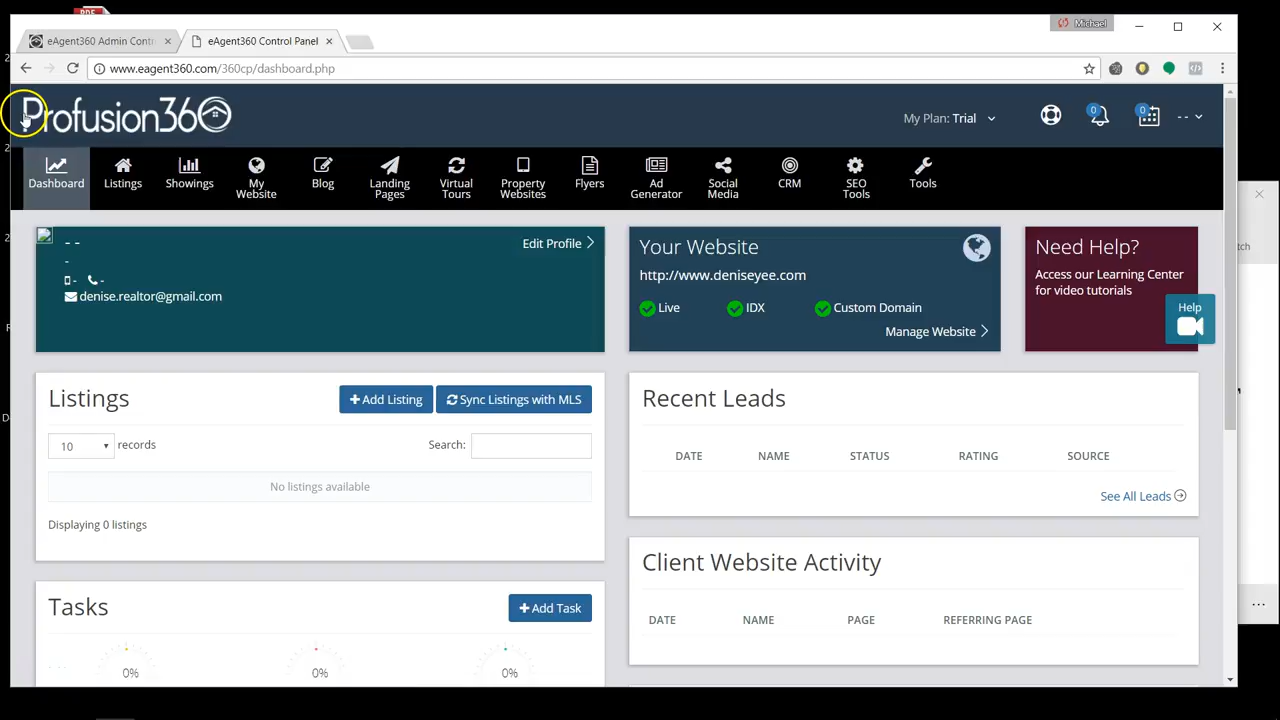 PDF
Michael
eAgent360 Admin Contr
eAgent360 Control Panel
www.eagent360.com/360cp/dashboard.php
Profusion360
My Plan: Trial
0
0
- -
Dashboard
Listings
Showings
My
Website
Blog
Landing
Pages
Virtual
Tours
Property
Websites
Flyers
Ad
Generator
Social
Media
CRM
SEO
Tools
Tools
- -
Edit Profile
-
- -
denise.realtor@gmail.com
Your Website
http://www.deniseyee.com
Live IDX Custom Domain
Manage Website
Need Help?
Access our Learning Center
for video tutorials
Help
Listings
+ Add Listing
Sync Listings with MLS
10 records
Search:
No listings available
Displaying 0 listings
Recent Leads
DATE NAME STATUS RATING SOURCE
See All Leads
Client Website Activity
DATE NAME PAGE REFERRING PAGE
Tasks
+ Add Task
0% 0% 0%